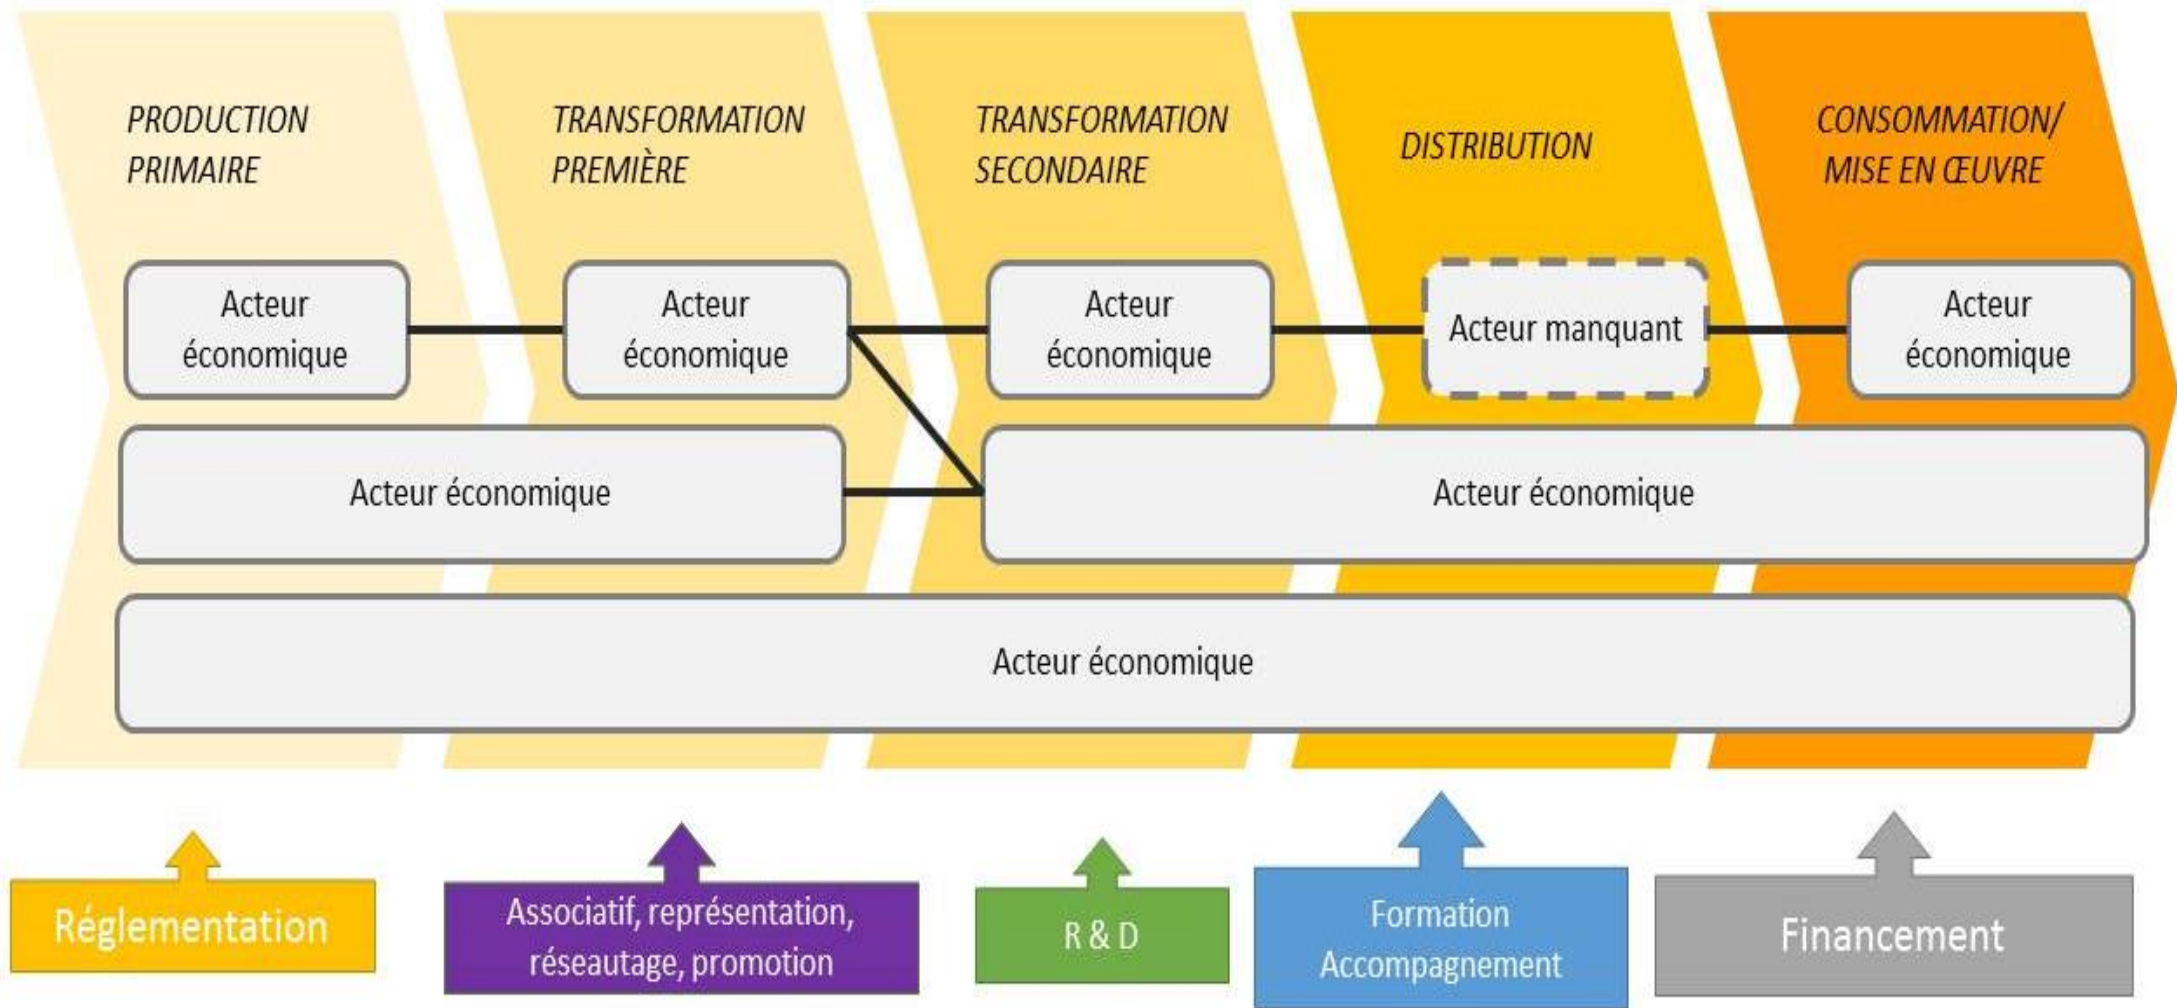 PRODUCTION
PRIMAIRE
TRANSFORMATION
PREMIÈRE
TRANSFORMATION
SECONDAIRE
DISTRIBUTION
CONSOMMATION/
MISE EN ŒUVRE
Acteur
économique
Acteur
économique
Acteur
économique
Acteur manquant
Acteur
économique
Acteur économique
Acteur économique
Acteur économique
Réglementation
Associatif, représentation,
réseautage, promotion
R & D
Formation
Accompagnement
Financement